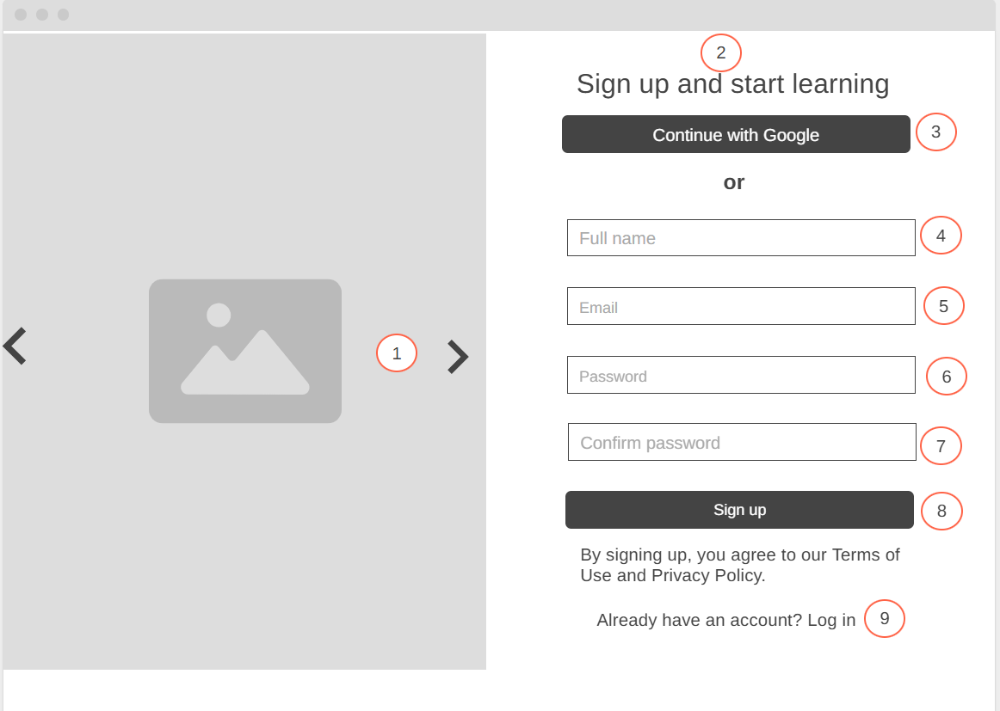 2
Sign up and start learning
Continue with Google
3
or
Full name
4
Email
5
1
Password
6
Confirm password
7
Sign up
8
By signing up, you agree to our Terms of
Use and Privacy Policy.
Already have an account? Log in
9